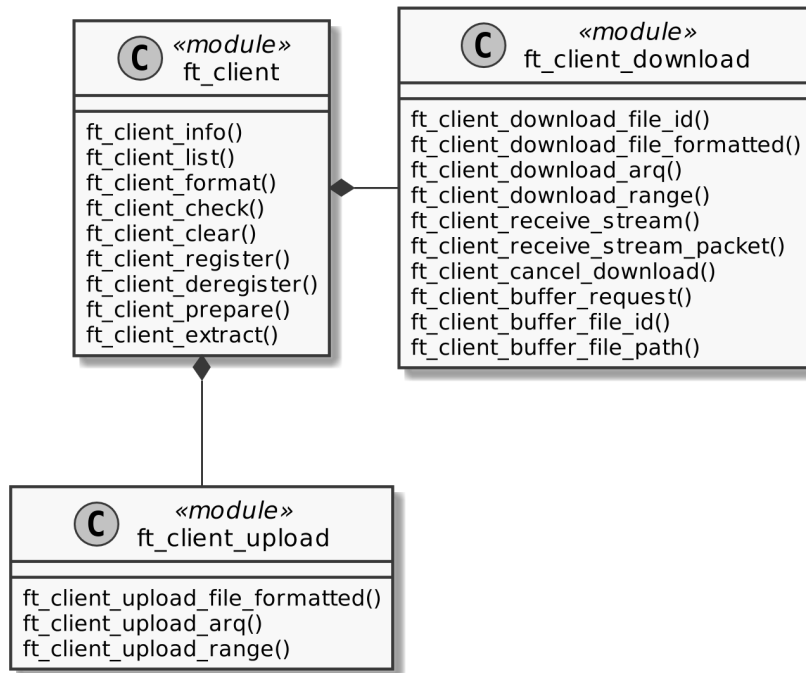 C
«module»
ft_client
ft_client_info()
ft_client_list()
ft_client_format()
ft_client_check()
ft_client_clear()
ft_client_register()
ft_client_deregister()
ft_client_prepare()
ft_client_extract()
C
«module»
ft_client_download
ft_client_download_file_id()
ft_client_download_file_formatted()
ft_client_download_arq()
ft_client_download_range()
ft_client_receive_stream()
ft_client_receive_stream_packet()
ft_client_cancel_download()
ft_client_buffer_request()
ft_client_buffer_file_id()
ft_client_buffer_file_path()
C
«module»
ft_client_upload
ft_client_upload_file_formatted()
ft_client_upload_arq()
ft_client_upload_range()